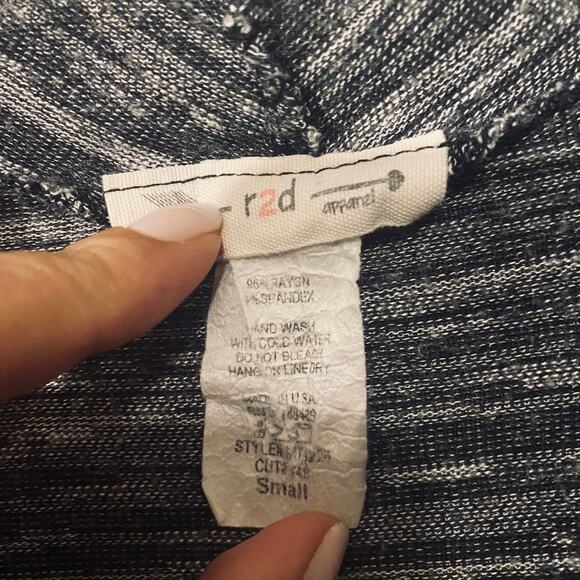 r2d
apparel
96% RAYON
4% SPANDEX
HAND WASH
WITH COLD WATER
DO NOT BLEACH
HANG ON LINE DRY
MADE IN U.S.A.
STYLE#
CUT#
Small